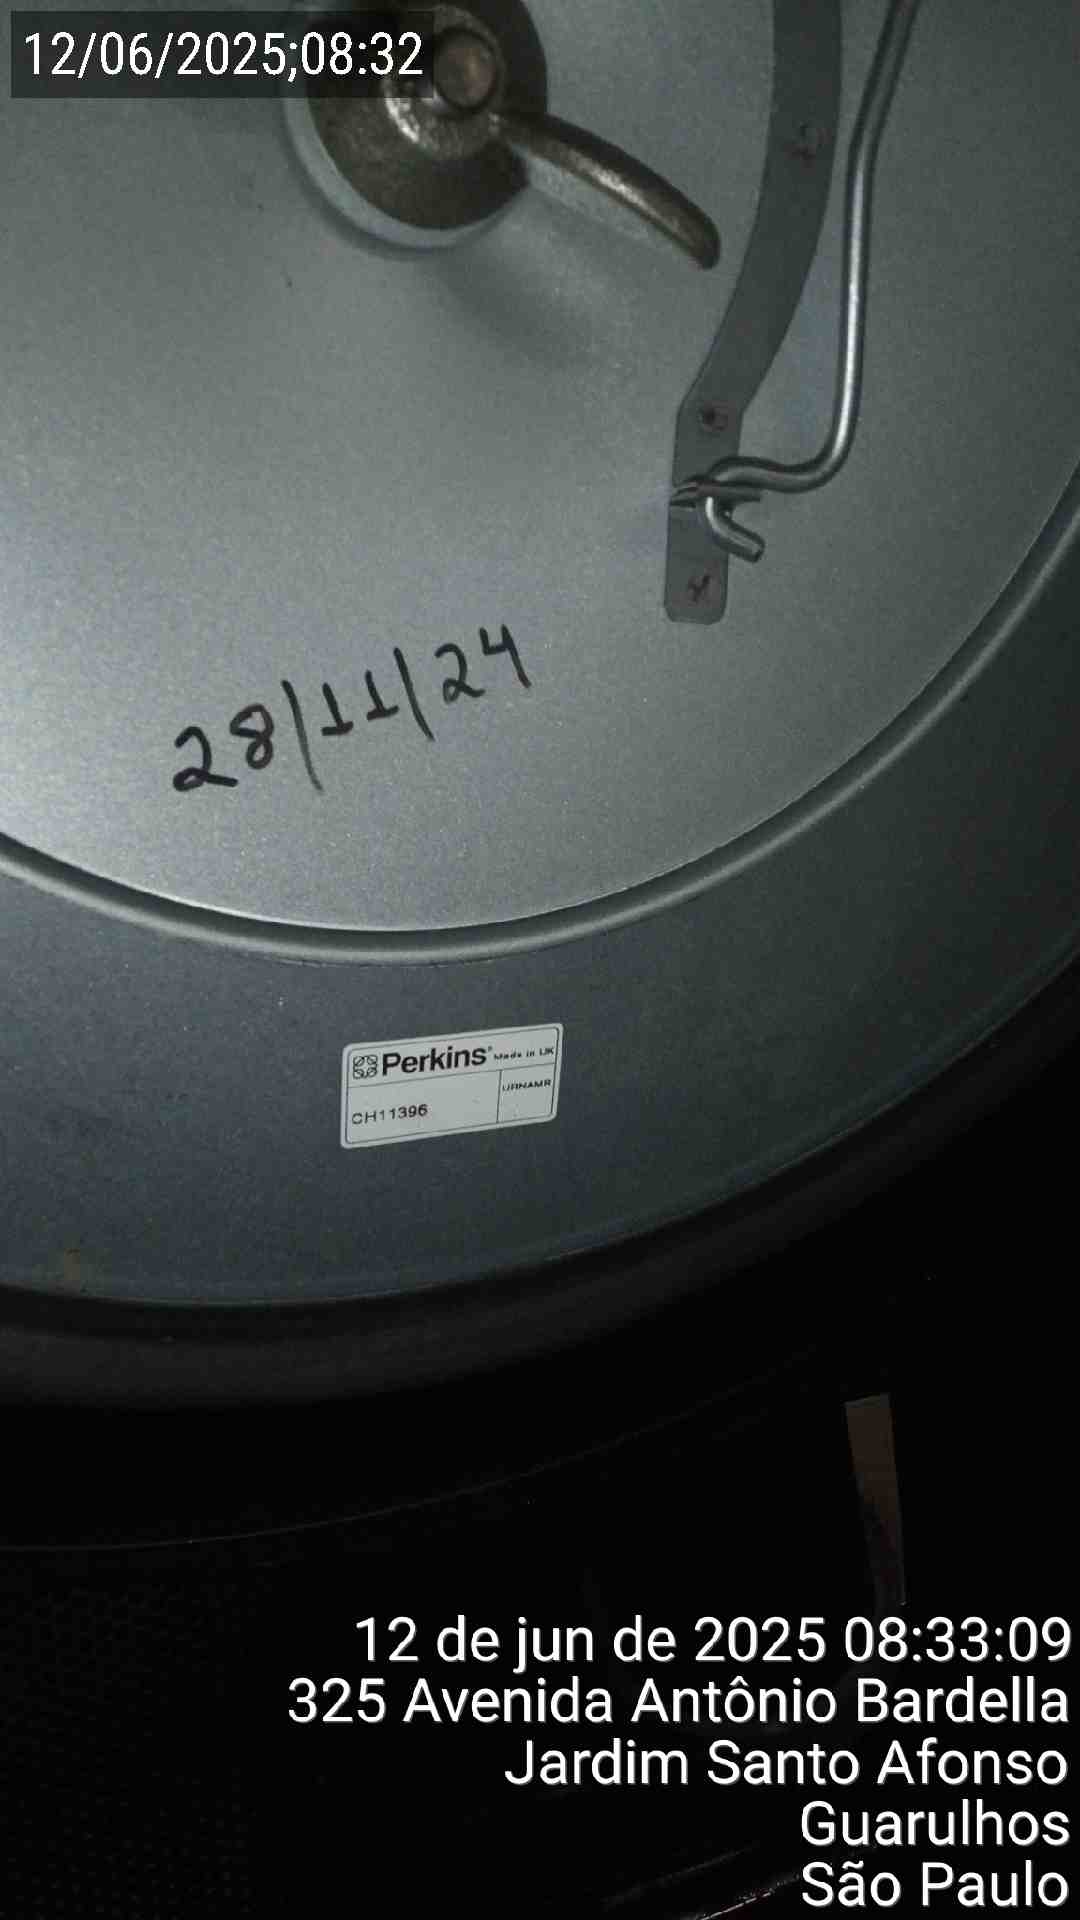 12/06/2025;08:32
28/11/24
Perkins Made in UK
CH11396
12 de jun de 2025 08:33:09
325 Avenida Antônio Bardella
Jardim Santo Afonso
Guarulhos
São Paulo